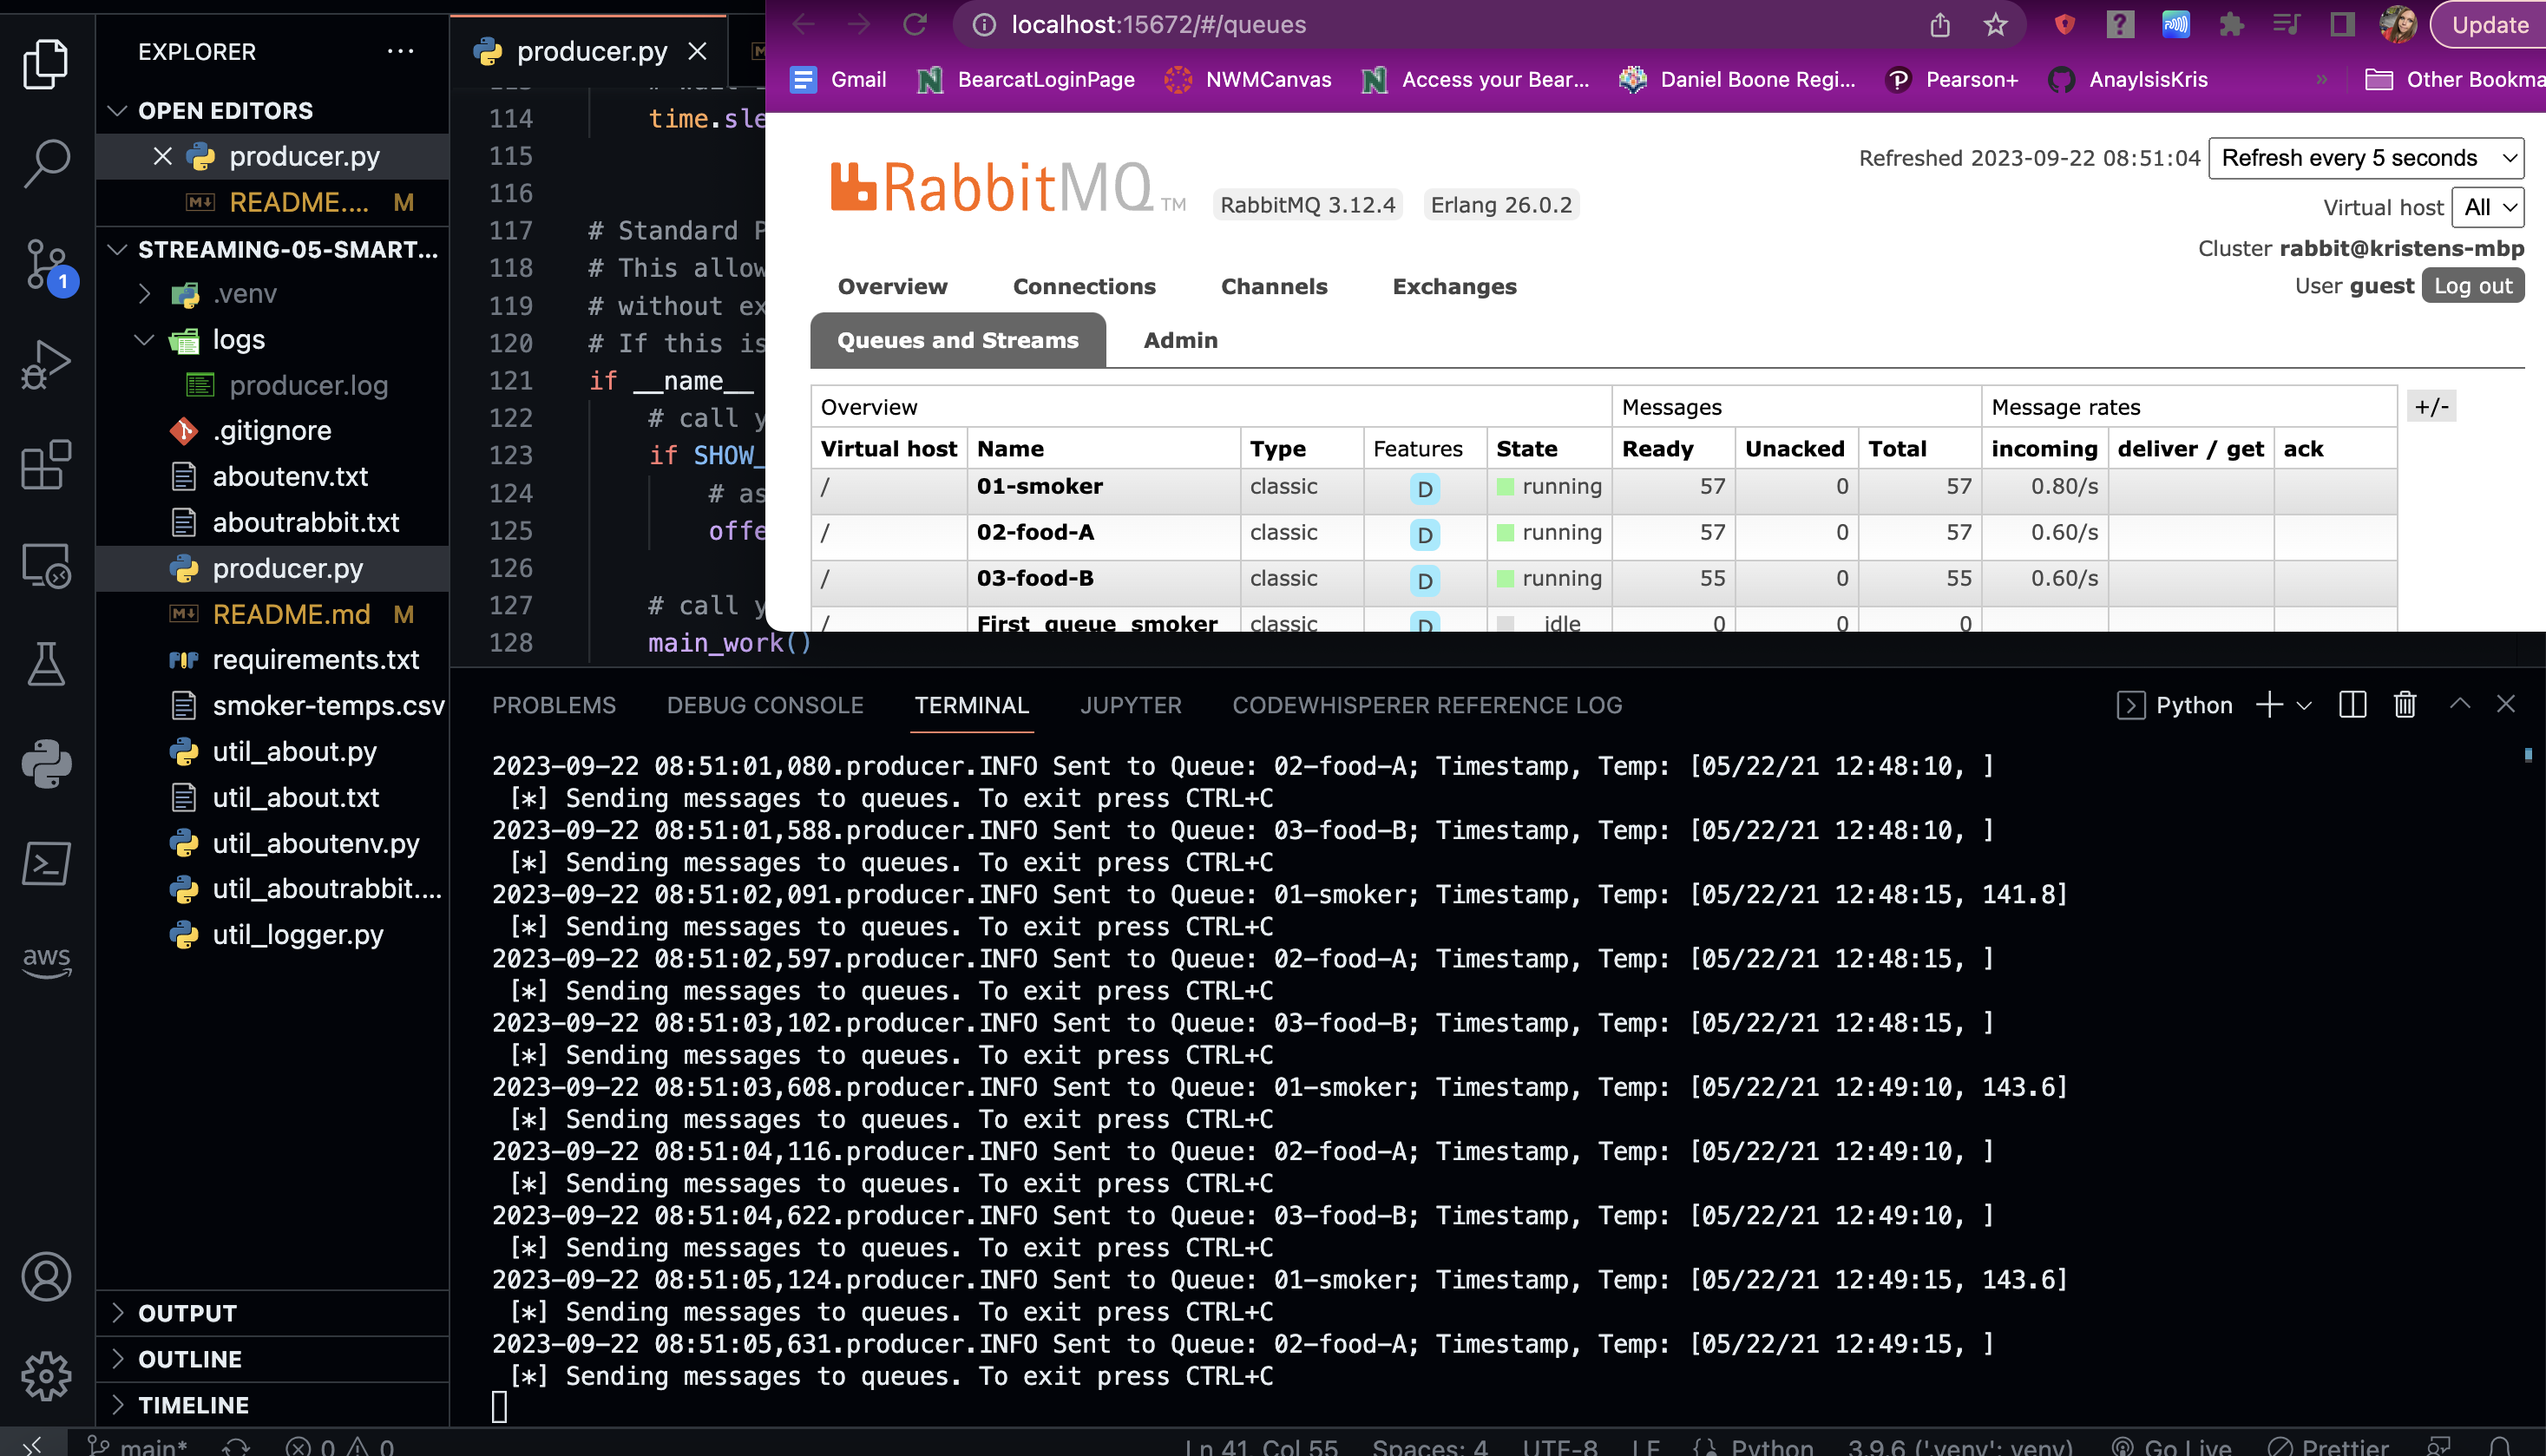 EXPLORER
OPEN EDITORS
producer.py
README.... M
STREAMING-05-SMART...
.venv
logs
producer.log
.gitignore
aboutenv.txt
aboutrabbit.txt
producer.py
README.md M
requirements.txt
smoker-temps.csv
util_about.py
util_about.txt
util_aboutenv.py
util_aboutrabbit....
util_logger.py
OUTPUT
OUTLINE
TIMELINE
1
aws
producer.py
114 time.sle
115
116
117 # Standard P
118 # This allow
119 # without ex
120 # If this is
121 if __name__
122 # call y
123 if SHOW_
124 # as
125 offe
126
127 # call y
128 main_work()
localhost:15672/#/queues
Update
Gmail BearcatLoginPage NWMCanvas Access your Bear... Daniel Boone Regi... Pearson+ AnaylsisKris » Other Bookma
RabbitMQ TM RabbitMQ 3.12.4 Erlang 26.0.2
Refreshed 2023-09-22 08:51:04 Refresh every 5 seconds
Virtual host All
Cluster rabbit@kristens-mbp
User guest Log out
Overview Connections Channels Exchanges
Queues and Streams Admin
Overview Messages Message rates +/-
Virtual host Name Type Features State Ready Unacked Total incoming deliver / get ack
/ 01-smoker classic D running 57 0 57 0.80/s
/ 02-food-A classic D running 57 0 57 0.60/s
/ 03-food-B classic D running 55 0 55 0.60/s
/ First_queue_smoker classic D idle 0 0 0
PROBLEMS DEBUG CONSOLE TERMINAL JUPYTER CODEWHISPERER REFERENCE LOG Python
2023-09-22 08:51:01,080.producer.INFO Sent to Queue: 02-food-A; Timestamp, Temp: [05/22/21 12:48:10, ]
[*] Sending messages to queues. To exit press CTRL+C
2023-09-22 08:51:01,588.producer.INFO Sent to Queue: 03-food-B; Timestamp, Temp: [05/22/21 12:48:10, ]
[*] Sending messages to queues. To exit press CTRL+C
2023-09-22 08:51:02,091.producer.INFO Sent to Queue: 01-smoker; Timestamp, Temp: [05/22/21 12:48:15, 141.8]
[*] Sending messages to queues. To exit press CTRL+C
2023-09-22 08:51:02,597.producer.INFO Sent to Queue: 02-food-A; Timestamp, Temp: [05/22/21 12:48:15, ]
[*] Sending messages to queues. To exit press CTRL+C
2023-09-22 08:51:03,102.producer.INFO Sent to Queue: 03-food-B; Timestamp, Temp: [05/22/21 12:48:15, ]
[*] Sending messages to queues. To exit press CTRL+C
2023-09-22 08:51:03,608.producer.INFO Sent to Queue: 01-smoker; Timestamp, Temp: [05/22/21 12:49:10, 143.6]
[*] Sending messages to queues. To exit press CTRL+C
2023-09-22 08:51:04,116.producer.INFO Sent to Queue: 02-food-A; Timestamp, Temp: [05/22/21 12:49:10, ]
[*] Sending messages to queues. To exit press CTRL+C
2023-09-22 08:51:04,622.producer.INFO Sent to Queue: 03-food-B; Timestamp, Temp: [05/22/21 12:49:10, ]
[*] Sending messages to queues. To exit press CTRL+C
2023-09-22 08:51:05,124.producer.INFO Sent to Queue: 01-smoker; Timestamp, Temp: [05/22/21 12:49:15, 143.6]
[*] Sending messages to queues. To exit press CTRL+C
2023-09-22 08:51:05,631.producer.INFO Sent to Queue: 02-food-A; Timestamp, Temp: [05/22/21 12:49:15, ]
[*] Sending messages to queues. To exit press CTRL+C
main* 0 0 Ln 41, Col 55 Spaces: 4 UTF-8 LF Python 3.9.6 ('.venv': venv) Go Live Prettier